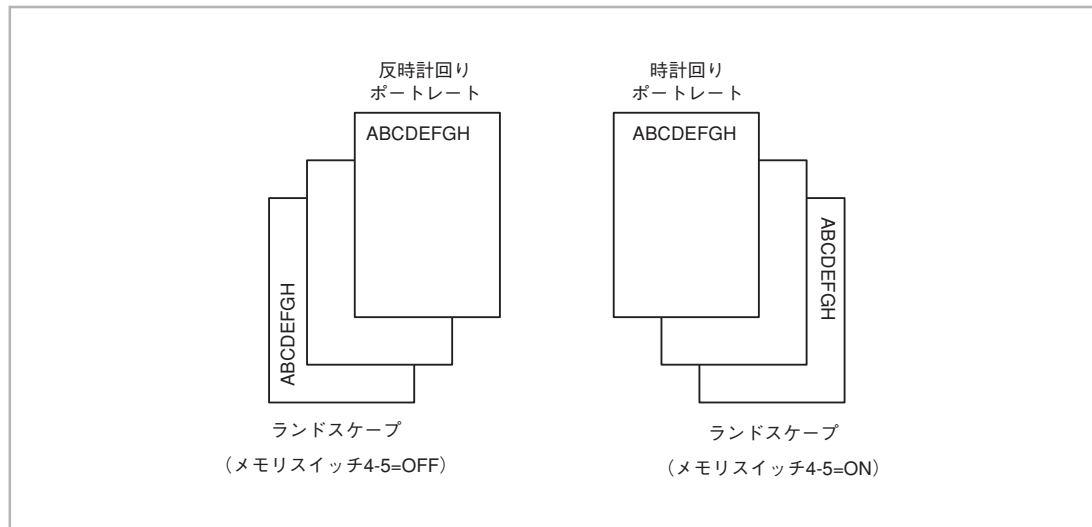 反時計回り
ポートレート
ABCDEFGH
ABCDEFGH
ランドスケープ
（メモリスイッチ4-5=OFF）
時計回り
ポートレート
ABCDEFGH
ABCDEFGH
ランドスケープ
（メモリスイッチ4-5=ON）